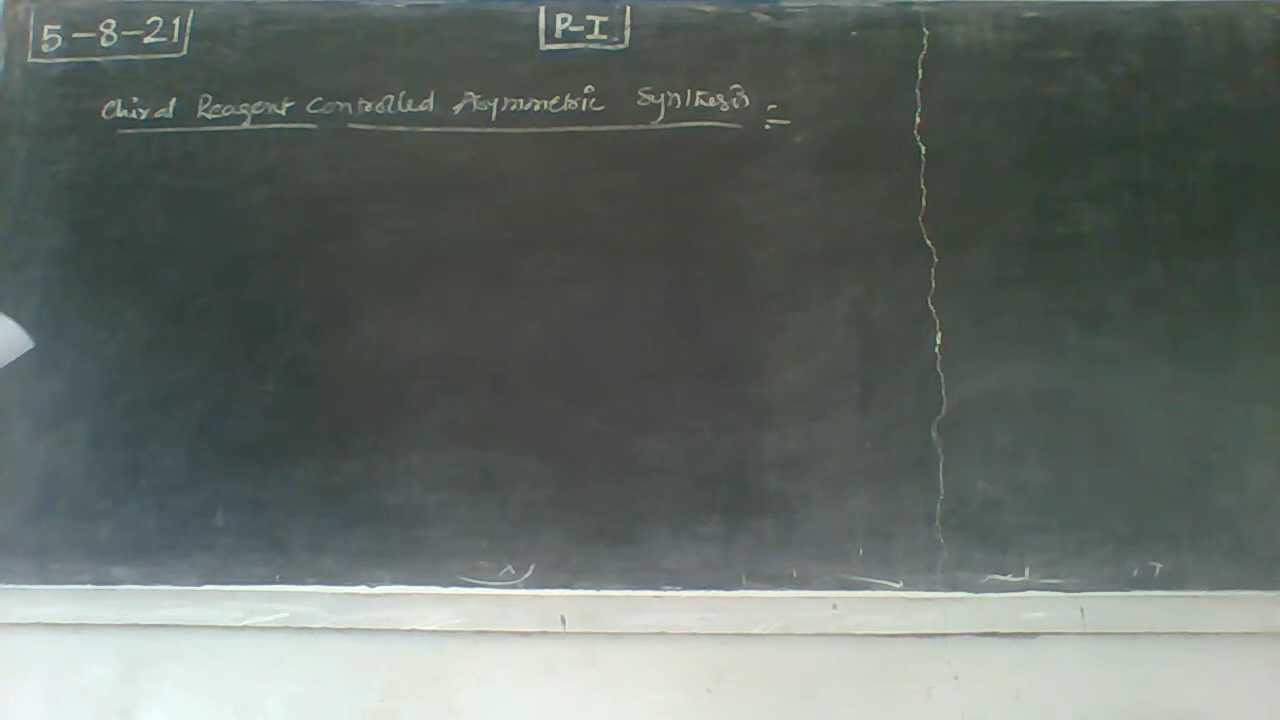 5-8-21
P-I
Chiral Reagent Controlled Asymmetric Synthesis :-